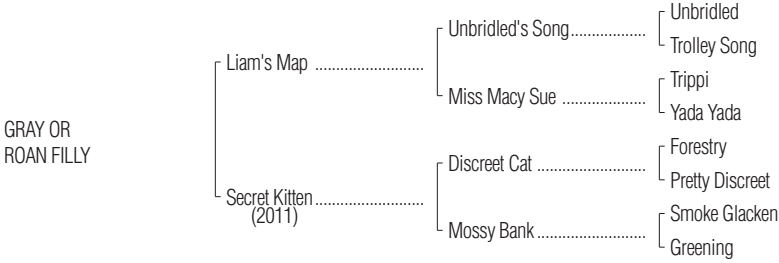 GRAY OR
ROAN FILLY
Liam's Map ..........................
Secret Kitten ..........................
(2011)
Unbridled's Song ..................
Miss Macy Sue ....................
Discreet Cat ..........................
Mossy Bank ..........................
Unbridled
Trolley Song
Trippi
Yada Yada
Forestry
Pretty Discreet
Smoke Glacken
Greening